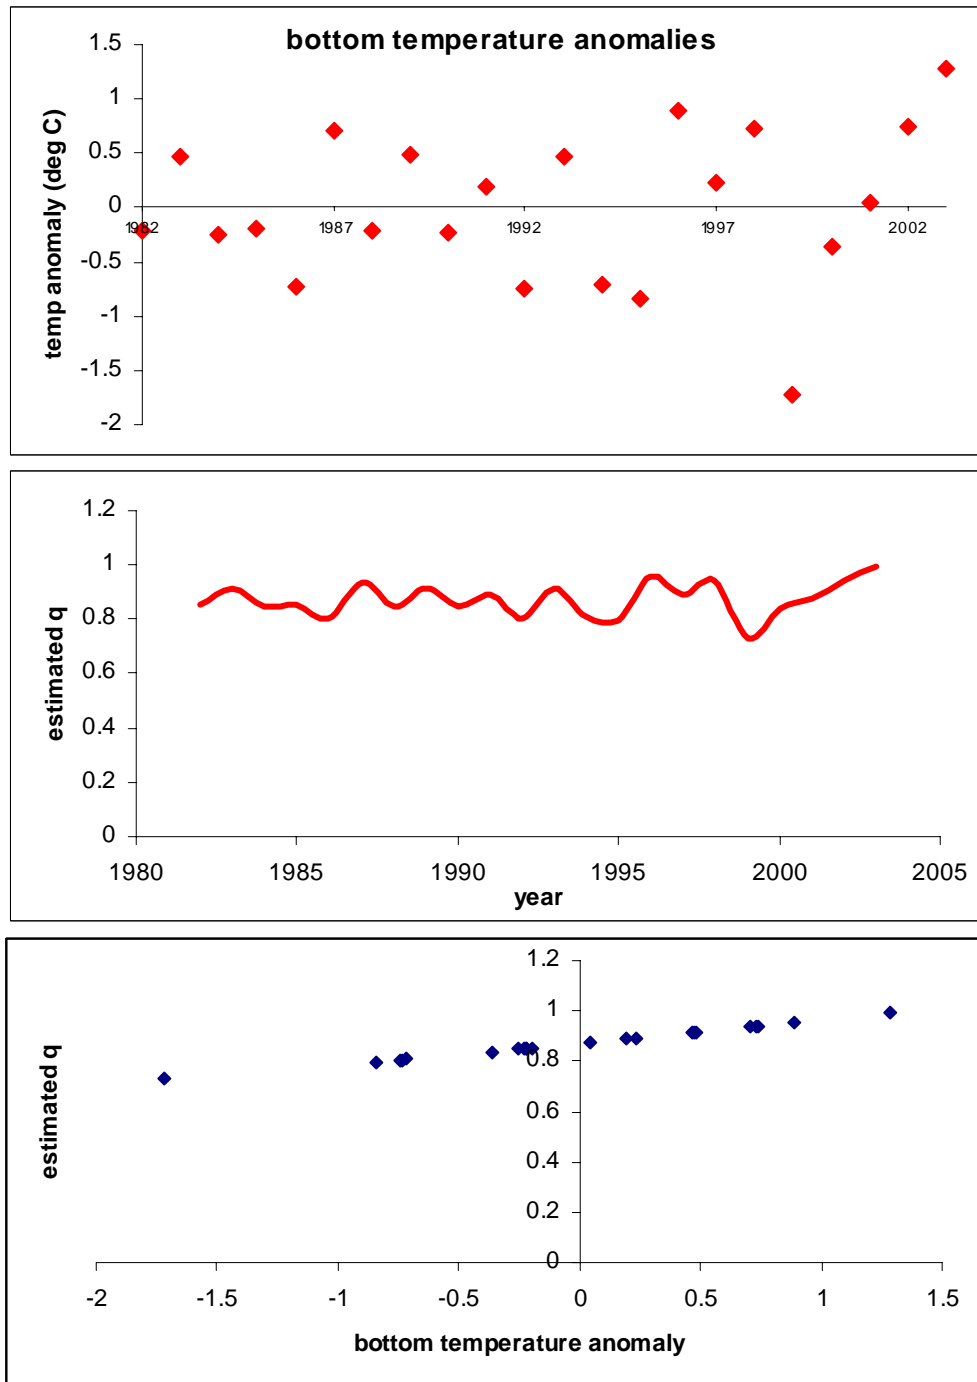 bottom temperature anomalies
1.5
1
0.5
0
-0.5
-1
-1.5
-2
temp anomaly (deg C)
1982 1987 1992 1997 2002
1.2
1
0.8
0.6
0.4
0.2
0
estimated q
1980 1985 1990 1995 2000 2005
year
1.2
1
0.8
0.6
0.4
0.2
0
estimated q
-2 -1.5 -1 -0.5 0 0.5 1 1.5
bottom temperature anomaly